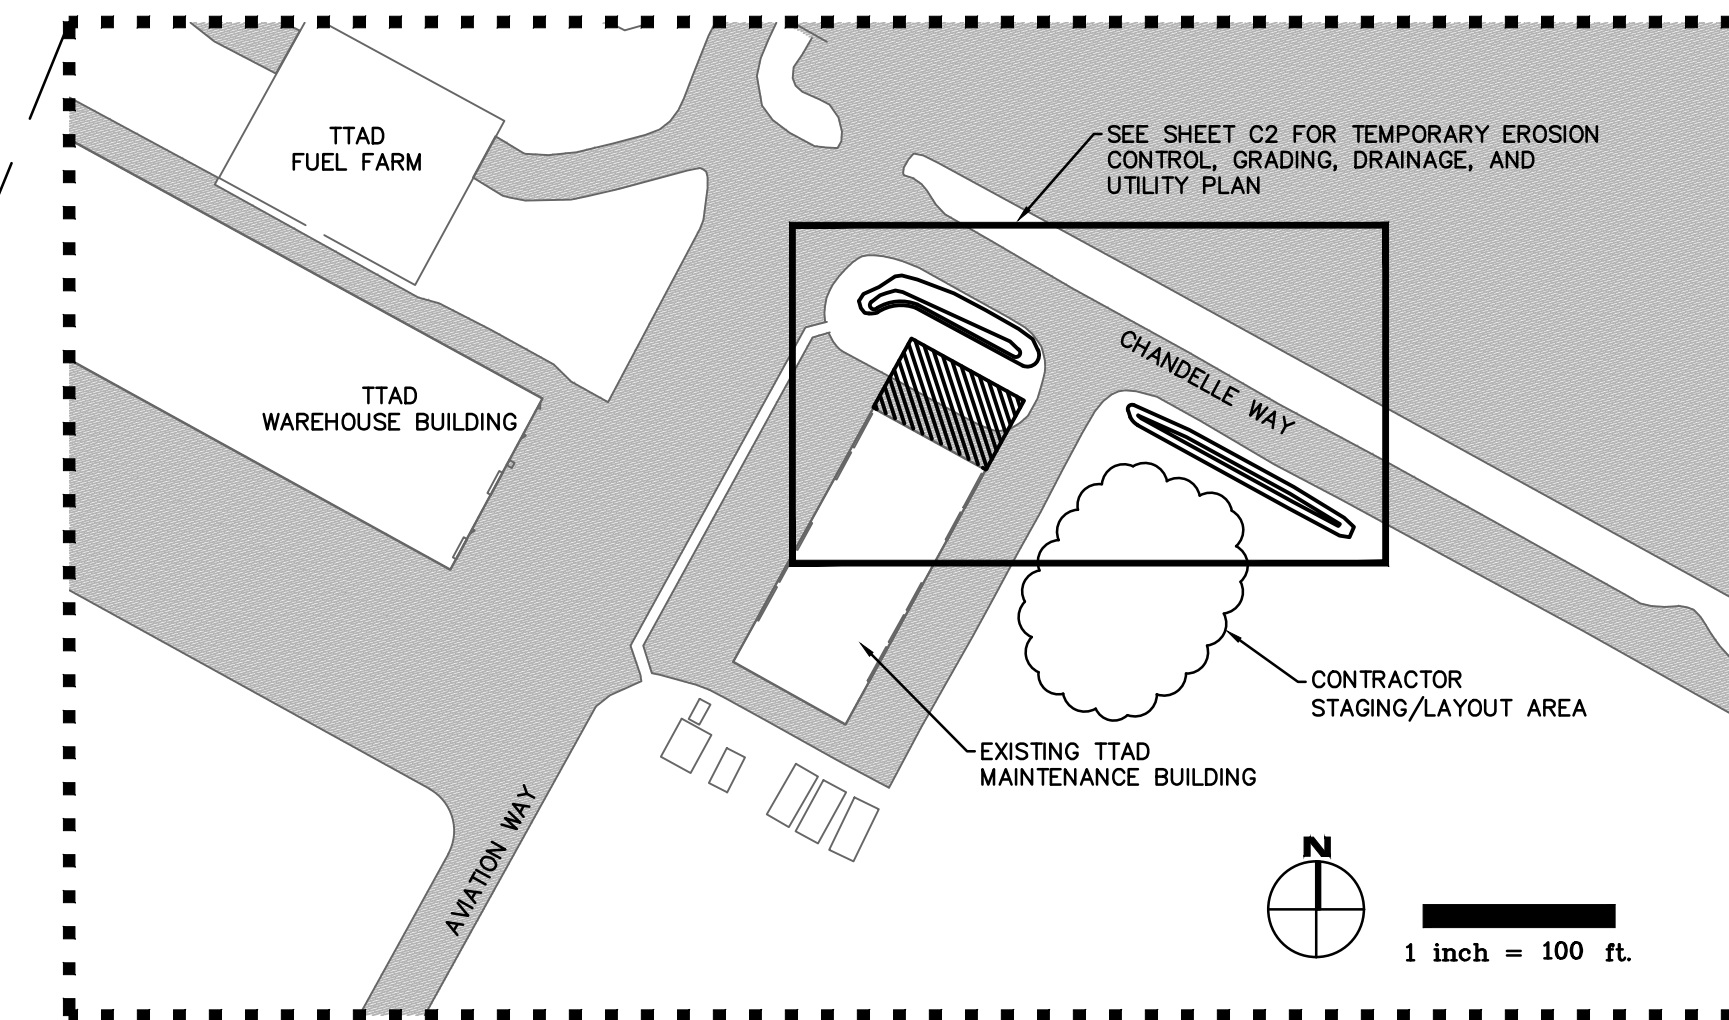 SEE SHEET C2 FOR TEMPORARY EROSION
CONTROL, GRADING, DRAINAGE, AND
UTILITY PLAN
TTAD
FUEL FARM
CHANDELLE WAY
TTAD
WAREHOUSE BUILDING
CONTRACTOR
STAGING/LAYOUT AREA
EXISTING TTAD
MAINTENANCE BUILDING
AVIATION WAY
N
1 inch = 100 ft.